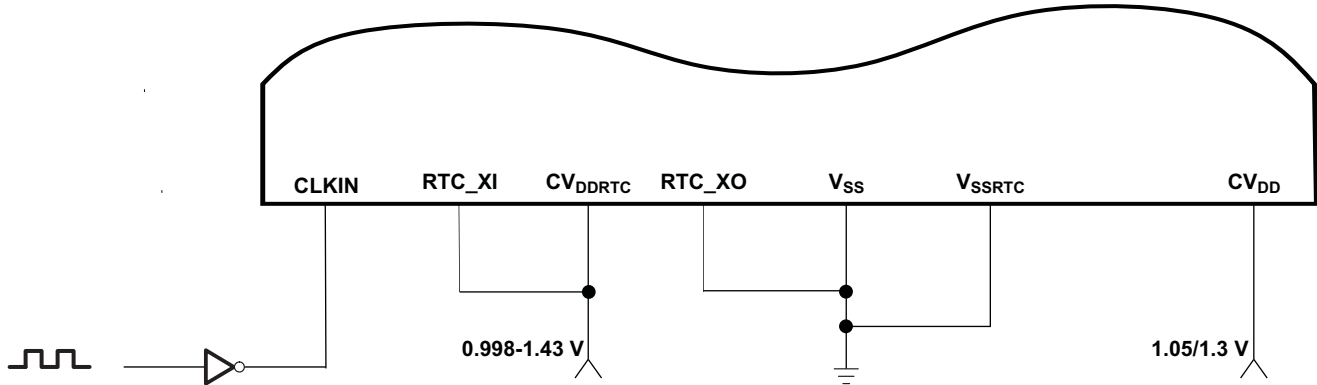 CLKIN
RTC_XI
CVDDRTC
RTC_XO
VSS
VSSRTC
CVDD
0.998-1.43 V
1.05/1.3 V